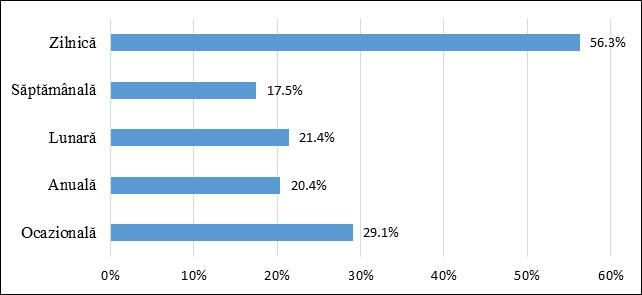 Zilnică 56.3%
Săptămânală 17.5%
Lunară 21.4%
Anuală 20.4%
Ocazională 29.1%
0% 10% 20% 30% 40% 50% 60%